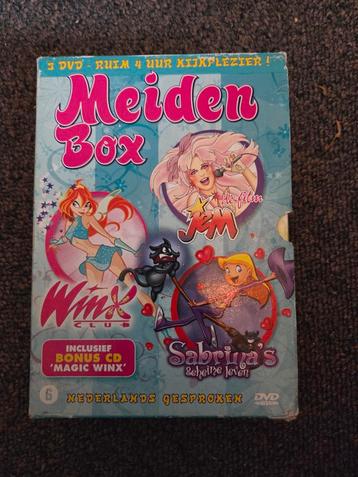 3 DVD - RUIM 4 UUR KIJKPLEZIER !
Meiden
Box
de film
JEM
Winx
CLUB
INCLUSIEF
BONUS CD
'MAGIC WINX'
Sabrina's
geheime leven
6
NEDERLANDS GESPROKEN
DVD